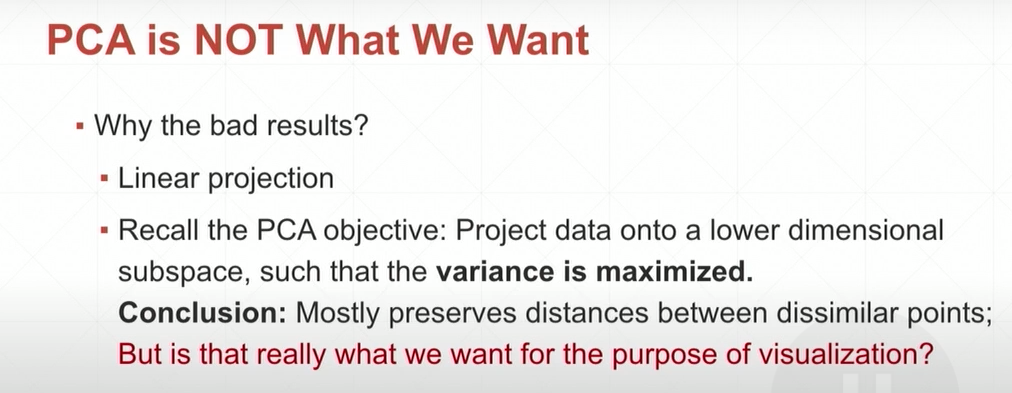 PCA is NOT What We Want
▪ Why the bad results?
▪ Linear projection
▪ Recall the PCA objective: Project data onto a lower dimensional
subspace, such that the variance is maximized.
Conclusion: Mostly preserves distances between dissimilar points;
But is that really what we want for the purpose of visualization?